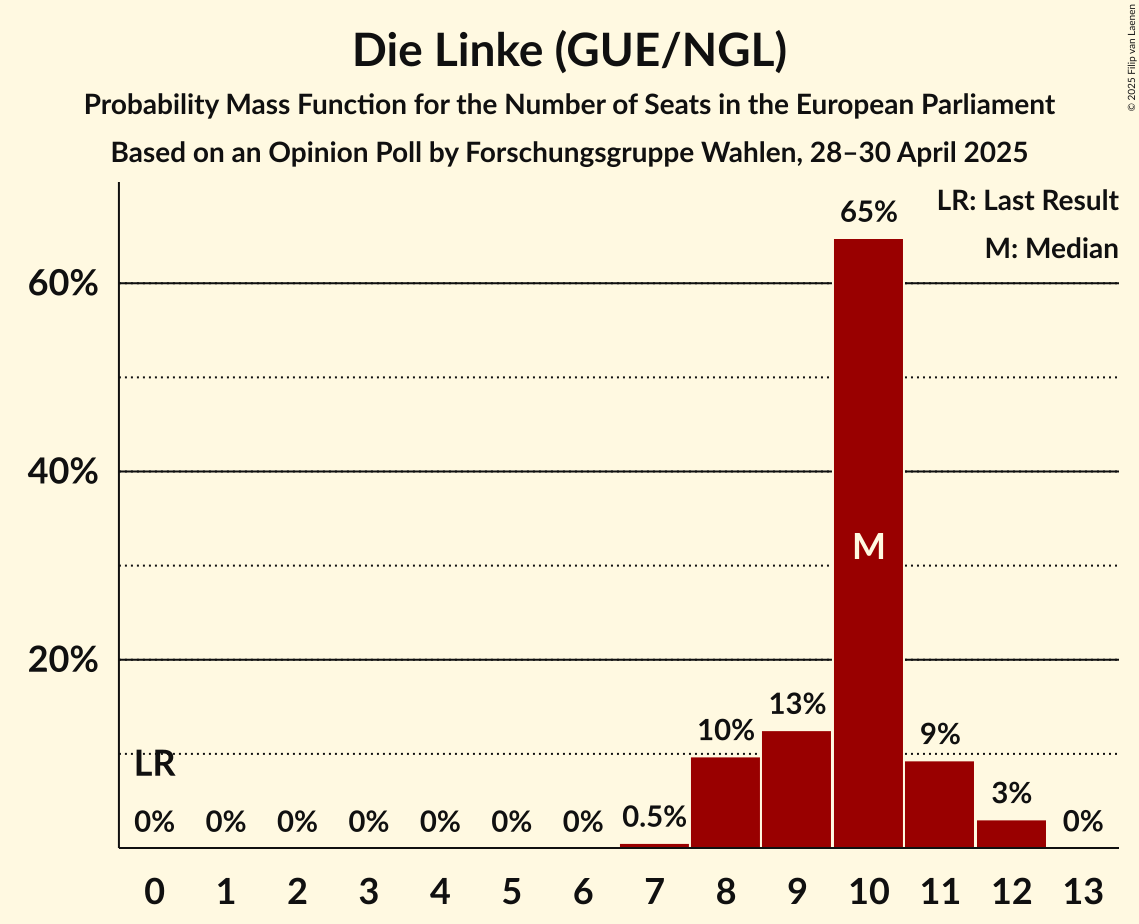 Die Linke (GUE/NGL)
Probability Mass Function for the Number of Seats in the European Parliament
Based on an Opinion Poll by Forschungsgruppe Wahlen, 28–30 April 2025
© 2025 Filip van Laenen
LR: Last Result
M: Median
60%
40%
20%
65%
M
13%
10%
9%
3%
LR
0% 0% 0% 0% 0% 0% 0% 0.5% 0%
0 1 2 3 4 5 6 7 8 9 10 11 12 13